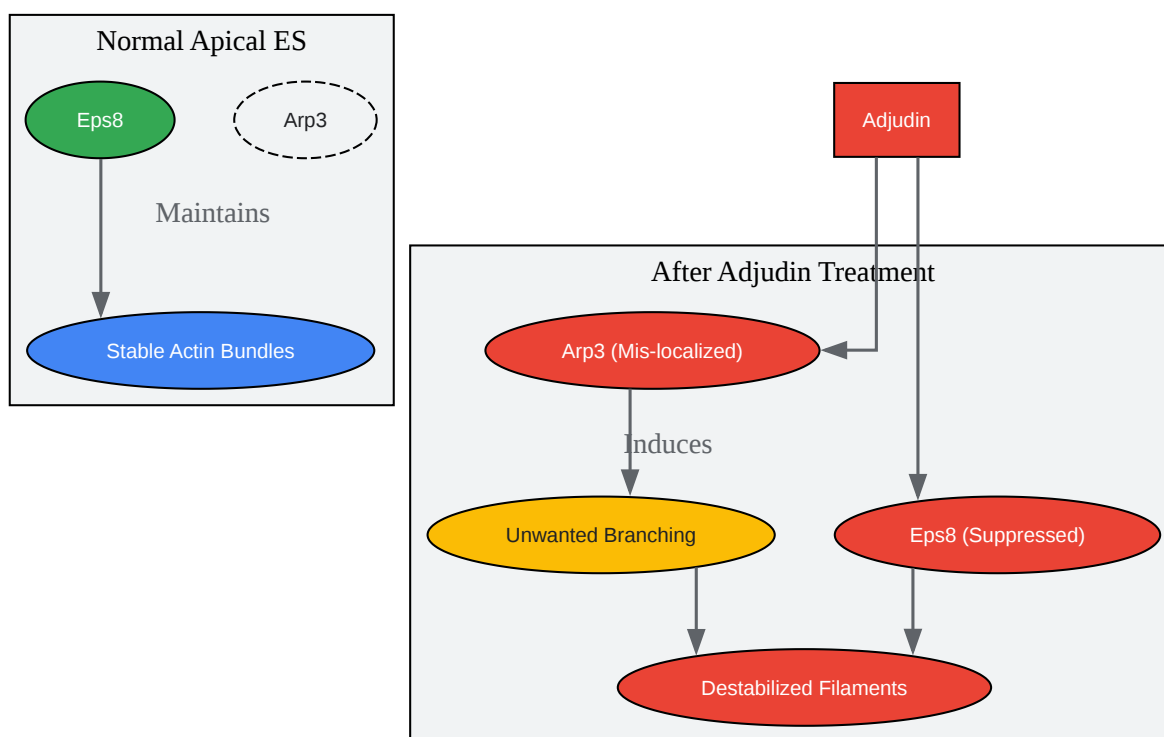 Normal Apical ES
Eps8
Arp3
Maintains
Stable Actin Bundles
Adjudin
After Adjudin Treatment
Arp3 (Mis-localized)
Induces
Unwanted Branching
Eps8 (Suppressed)
Destabilized Filaments